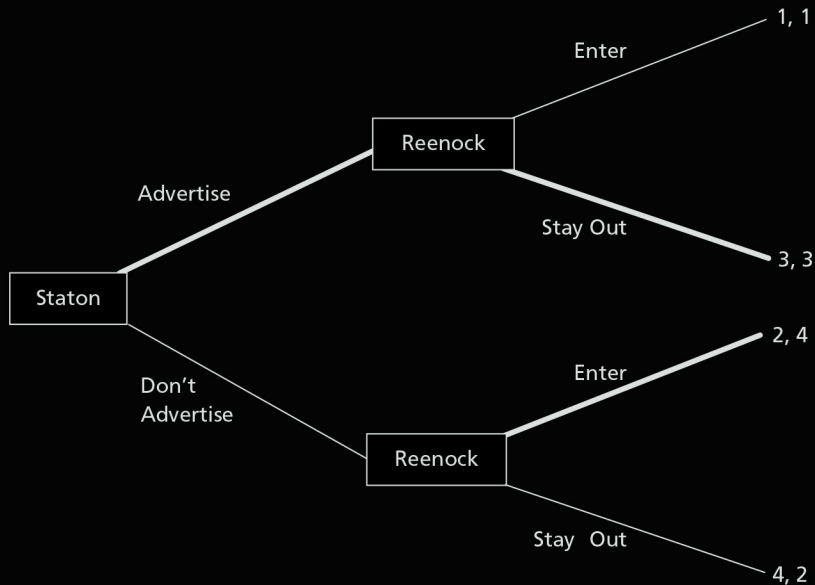 1, 1
Enter
Reenock
Advertise
Stay Out
3, 3
Staton
2, 4
Enter
Don’t
Advertise
Reenock
Stay Out
4, 2